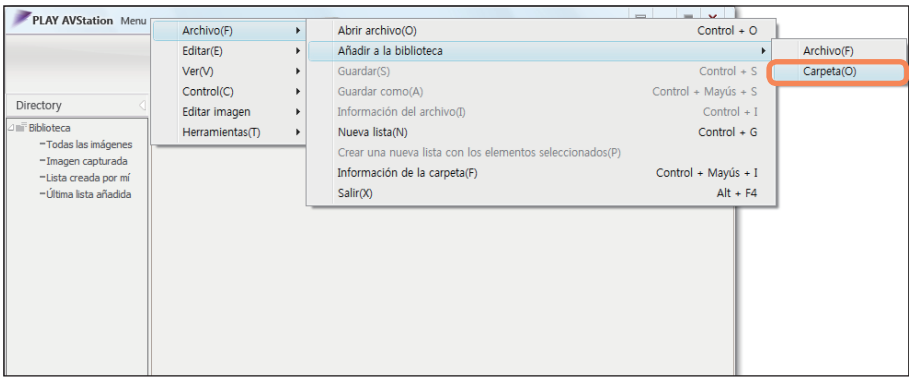 PLAY AVStation Menu
Archivo(F)
Editar(E)
Ver(V)
Control(C)
Editar imagen
Herramientas(T)
Abrir archivo(O) Control + O
Añadir a la biblioteca
Guardar(S) Control + S
Guardar como(A) Control + Mayús + S
Información del archivo(I) Control + I
Nueva lista(N) Control + G
Crear una nueva lista con los elementos seleccionados(P)
Información de la carpeta(F) Control + Mayús + I
Salir(X) Alt + F4
Archivo(F)
Carpeta(O)
Directory
Biblioteca
Todas las imágenes
Imagen capturada
Lista creada por mí
Última lista añadida